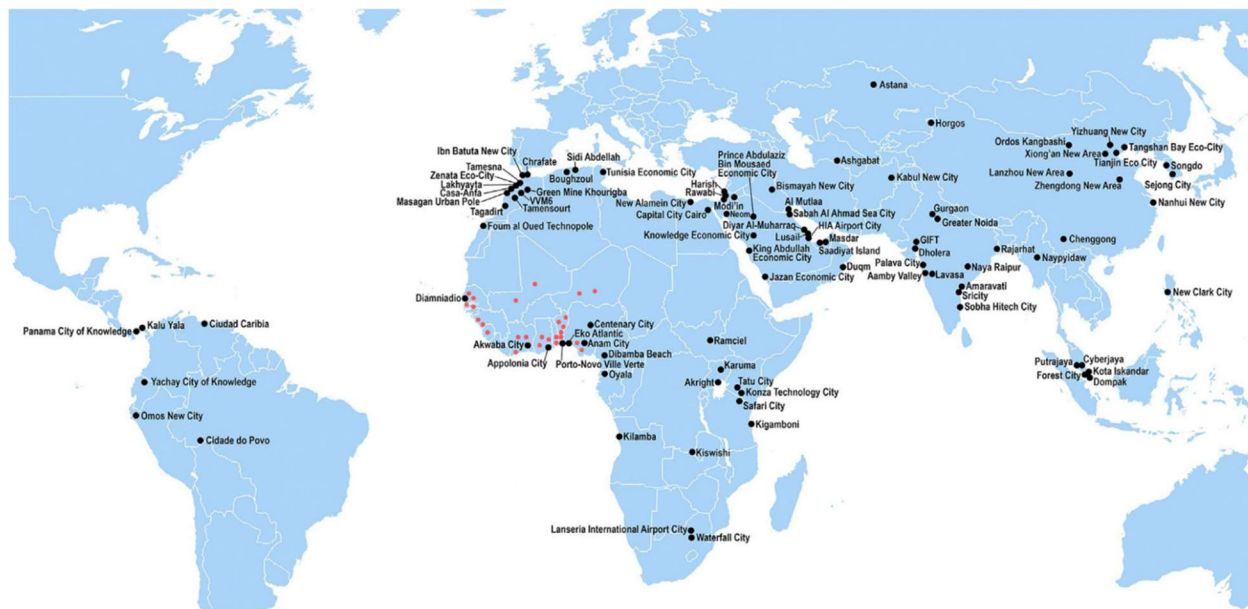 Astana
Horgos
Ordos Kangbashi
Yizhuang New City
Tangshan Bay Eco-City
Xiong'an New Area
Tianjin Eco City
Songdo
Lanzhou New Area
Zhengdong New Area
Sejong City
Nanhui New City
Ibn Batuta New City
Chrafate
Sidi Abdellah
Tamesna
Zenata Eco-City
Boughzoul
Tunisia Economic City
Lakhyayta
Casa-Anfa
Green Mine Khourigba
Masagan Urban Pole
VVM6
Tagadirt
Tamensourt
Foum al Oued Technopole
Prince Abdulaziz
Bin Mousaed
Economic City
Ashgabat
Kabul New City
Harish
Rawabi
Bismayah New City
New Alamein City
Modi'in
Al Mutlaa
Capital City Cairo
Neom
Sabah Al Ahmad Sea City
Diyar Al-Muharraq
HIA Airport City
Knowledge Economic City
Lusail
Masdar
King Abdullah
Economic City
Saadiyat Island
Jazan Economic City
Duqm
Gurgaon
Greater Noida
GIFT
Dholera
Rajarhat
Chenggong
Naypyidaw
Palava City
Aamby Valley
Lavasa
Naya Raipur
Amaravati
Sricity
Sobha Hitech City
New Clark City
Diamniadio
Panama City of Knowledge
Kalu Yala
Ciudad Caribia
Centenary City
Eko Atlantic
Akwaba City
Anam City
Appolonia City
Porto-Novo Ville Verte
Dibamba Beach
Oyala
Ramciel
Karuma
Akright
Tatu City
Konza Technology City
Safari City
Kigamboni
Putrajaya
Cyberjaya
Forest City
Kota Iskandar
Dompak
Yachay City of Knowledge
Omos New City
Cidade do Povo
Kilamba
Kiswishi
Lanseria International Airport City
Waterfall City